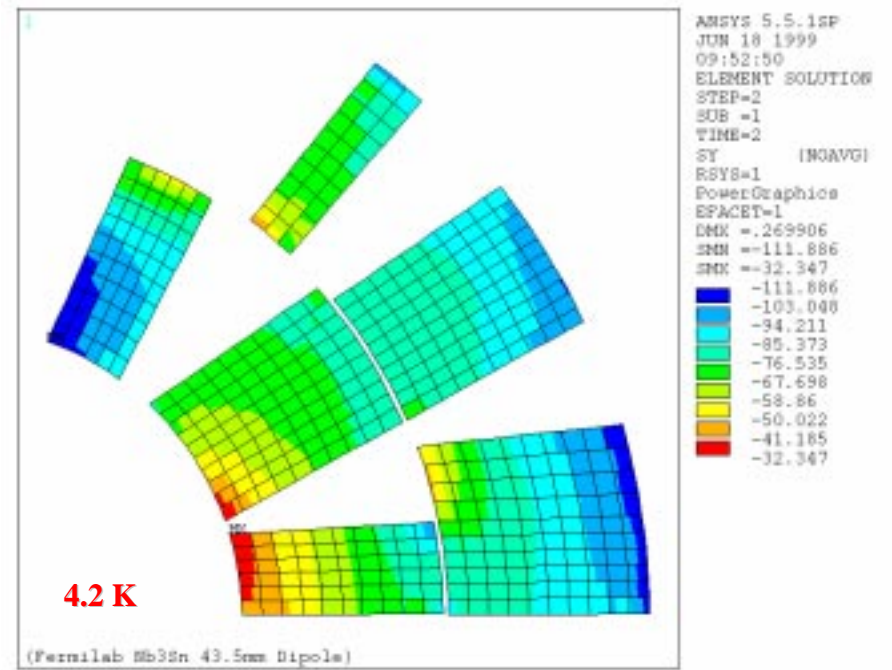 1
ANSYS 5.5.1SP
JUN 18 1999
09:52:50
ELEMENT SOLUTION
STEP=2
SUB =1
TIME=2
SY (NOAVG)
RSYS=1
PowerGraphics
EFACET=1
DMX =.269906
SMN =-111.886
SMX =-32.347
-111.886
-103.048
-94.211
-85.373
-76.535
-67.698
-58.86
-50.022
-41.185
-32.347
MX
4.2 K
(Fermilab Nb3Sn 43.5mm Dipole)